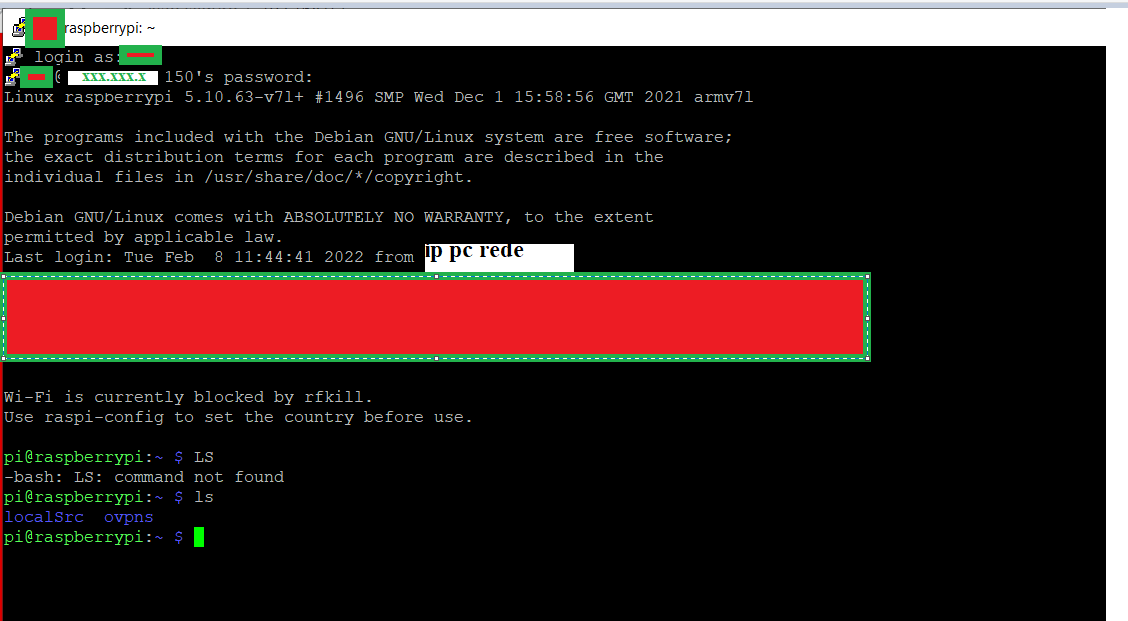 raspberrypi: ~
login as:
@ xxx.xxx.x 150's password:
Linux raspberrypi 5.10.63-v7l+ #1496 SMP Wed Dec 1 15:58:56 GMT 2021 armv7l
The programs included with the Debian GNU/Linux system are free software;
the exact distribution terms for each program are described in the
individual files in /usr/share/doc/*/copyright.
Debian GNU/Linux comes with ABSOLUTELY NO WARRANTY, to the extent
permitted by applicable law.
Last login: Tue Feb  8 11:44:41 2022 from ip pc rede
Wi-Fi is currently blocked by rfkill.
Use raspi-config to set the country before use.
pi@raspberrypi:~ $ LS
-bash: LS: command not found
pi@raspberrypi:~ $ ls
localSrc  ovpns
pi@raspberrypi:~ $